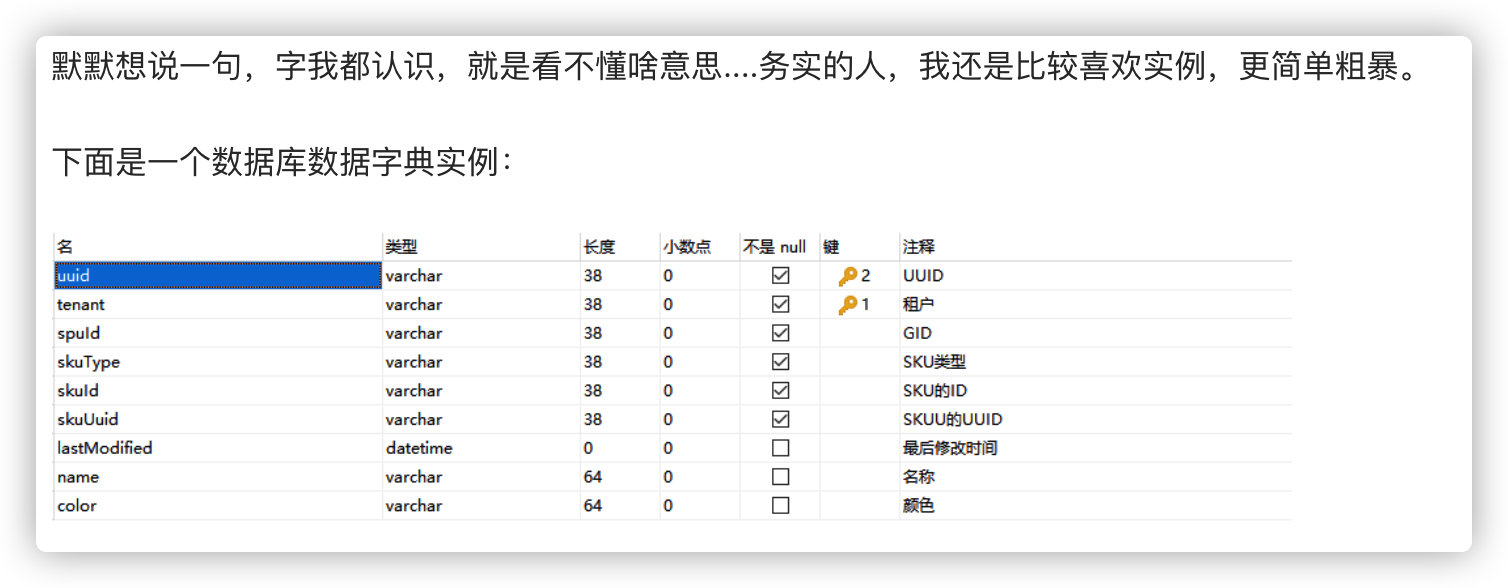 默默想说一句，字我都认识，就是看不懂啥意思....务实的人，我还是比较喜欢实例，更简单粗暴。
下面是一个数据库数据字典实例：
名 类型 长度 小数点 不是 null 键 注释
uuid varchar 38 0 2 UUID
tenant varchar 38 0 1 租户
spuId varchar 38 0 GID
skuType varchar 38 0 SKU类型
skuId varchar 38 0 SKU的ID
skuUuid varchar 38 0 SKUU的UUID
lastModified datetime 0 0 最后修改时间
name varchar 64 0 名称
color varchar 64 0 颜色